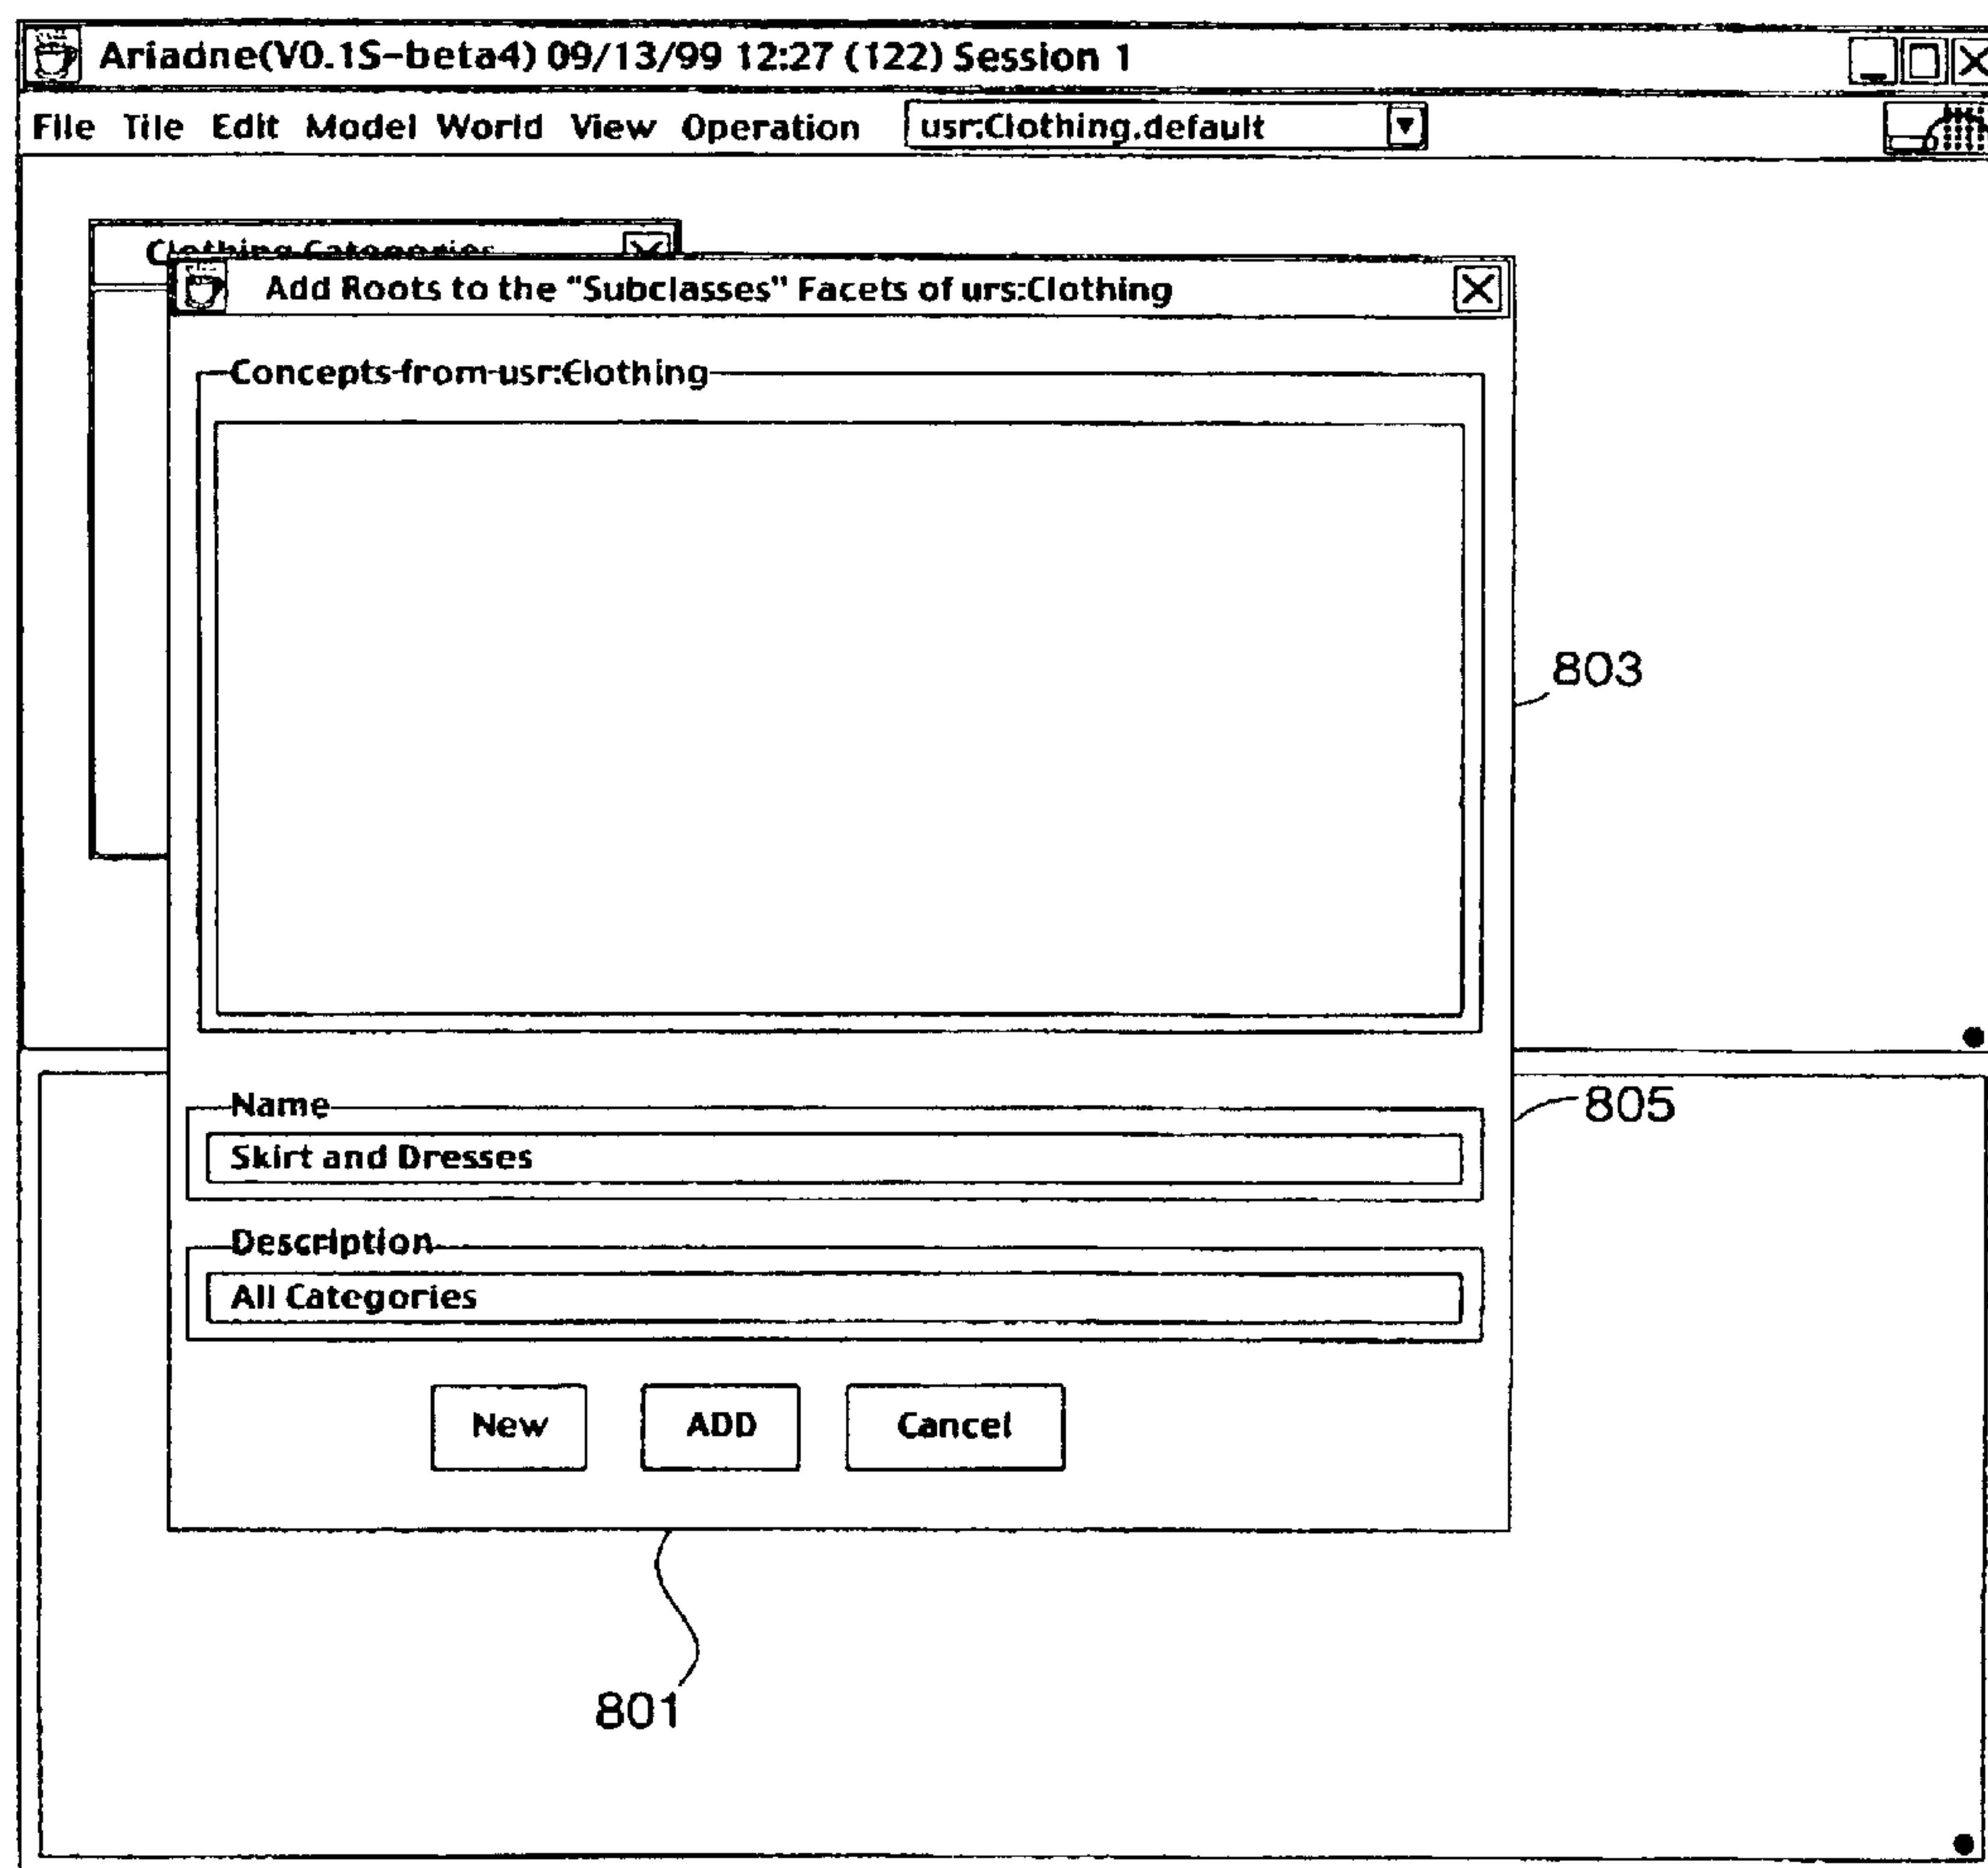 Ariadne(V0.1S-beta4) 09/13/99 12:27 (122) Session 1
File Tile Edit Model World View Operation usr:Clothing.default
Clothing Categories
Add Roots to the "Subclasses" Facets of urs:Clothing
Concepts from usr:Clothing
803
Name
805
Skirt and Dresses
Description
All Categories
New ADD Cancel
801